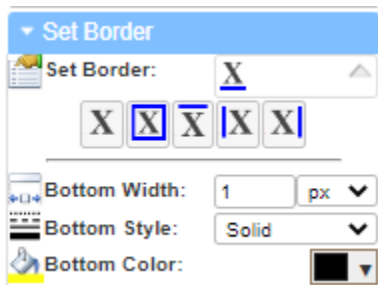 Set Border
Set Border: X
X X X X X
Bottom Width: 1 px
Bottom Style: Solid
Bottom Color: